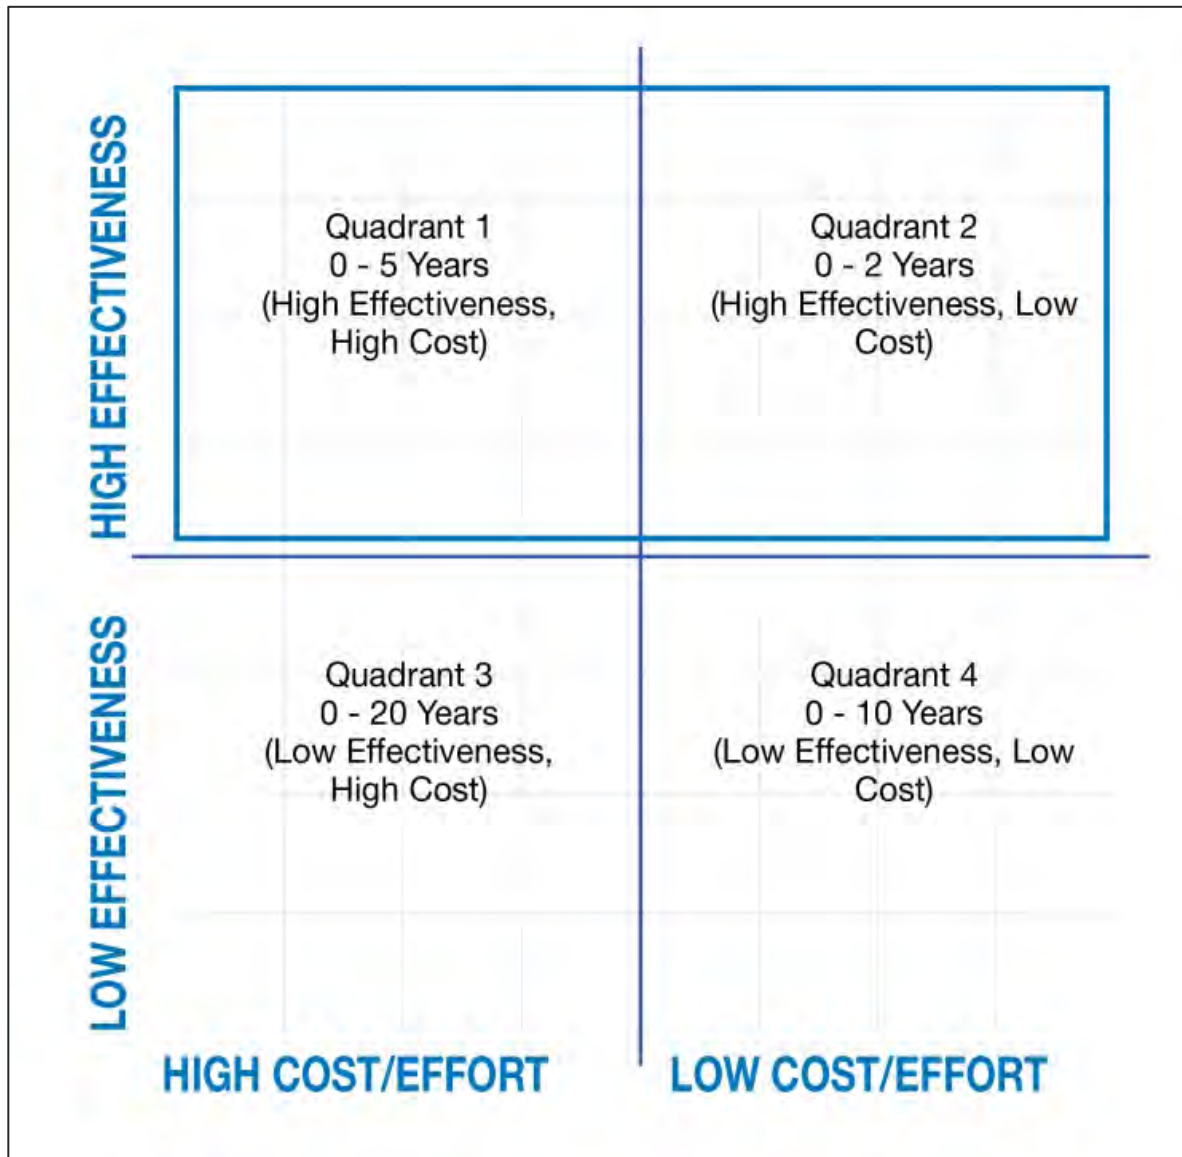 HIGH EFFECTIVENESS
Quadrant 1
0 - 5 Years
(High Effectiveness,
High Cost)
Quadrant 2
0 - 2 Years
(High Effectiveness, Low
Cost)
LOW EFFECTIVENESS
Quadrant 3
0 - 20 Years
(Low Effectiveness,
High Cost)
Quadrant 4
0 - 10 Years
(Low Effectiveness, Low
Cost)
HIGH COST/EFFORT
LOW COST/EFFORT